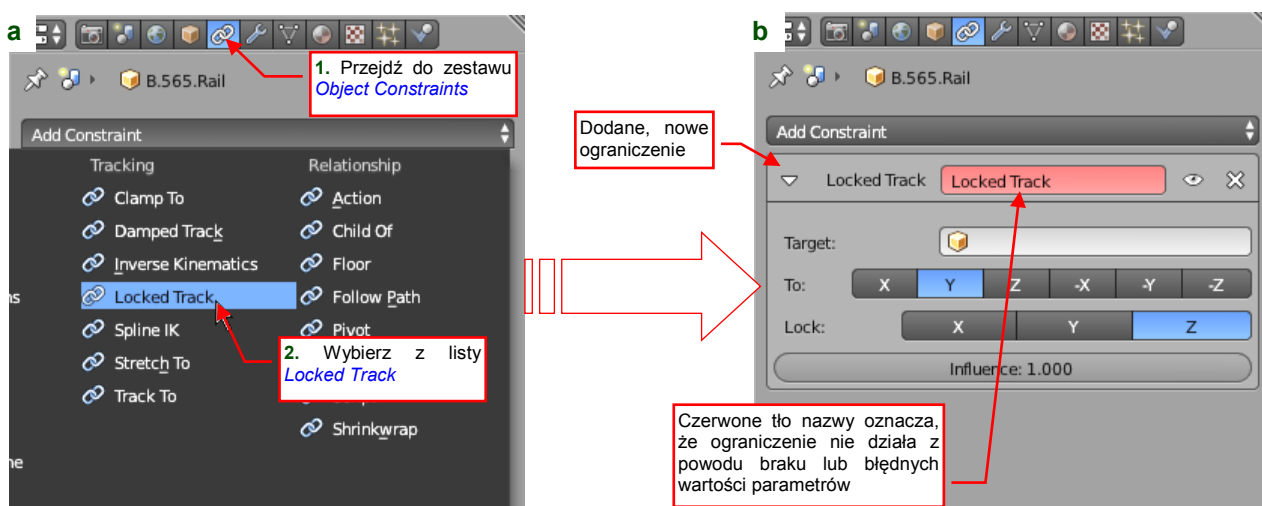 a
1. Przejdź do zestawu
Object Constraints
B.565.Rail
Add Constraint
Tracking
Relationship
Clamp To
Action
Damped Track
Child Of
Inverse Kinematics
Floor
ns
Locked Track
Follow Path
Spline IK
Pivot
Stretch To
2. Wybierz z listy
Locked Track
Track To
Shrinkwrap
ne
b
B.565.Rail
Dodane, nowe
ograniczenie
Add Constraint
Locked Track
Locked Track
Target:
To: X Y Z -X -Y -Z
Lock: X Y Z
Influence: 1.000
Czerwone tło nazwy oznacza,
że ograniczenie nie działa z
powodu braku lub błędnych
wartości parametrów